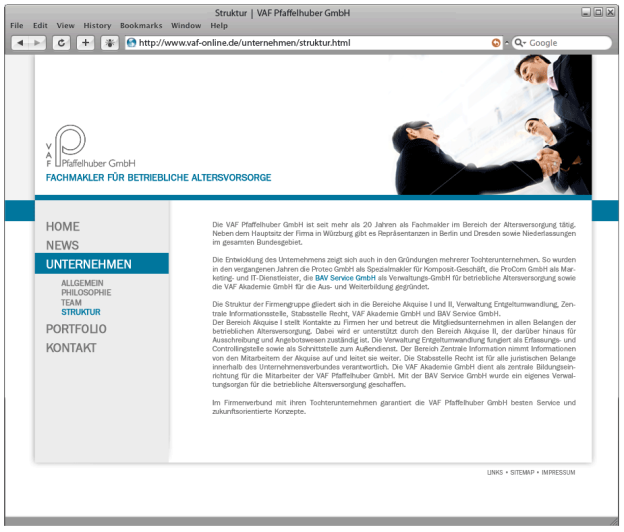 Struktur | VAF Pfaffelhuber GmbH
File Edit View History Bookmarks Window Help
http://www.vaf-online.de/unternehmen/struktur.html
Google
V
A
F Pfaffelhuber GmbH
FACHMAKLER FÜR BETRIEBLICHE ALTERSVORSORGE
HOME
NEWS
UNTERNEHMEN
ALLGEMEIN
PHILOSOPHIE
TEAM
STRUKTUR
PORTFOLIO
KONTAKT
Die VAF Pfaffelhuber GmbH ist seit mehr als 20 Jahren als Fachmakler im Bereich der Altersversorgung tätig.
Neben dem Hauptsitz der Firma in Würzburg gibt es Repräsentanzen in Berlin und Dresden sowie Niederlassungen
im gesamten Bundesgebiet.
Die Entwicklung des Unternehmens zeigt sich auch in den Gründungen mehrerer Tochterunternehmen. So wurden
in den vergangenen Jahren die Protec GmbH als Spezialmakler für Komposit-Geschäft, die ProCom GmbH als Mar-
keting- und IT-Dienstleister, die BAV Service GmbH als Verwaltungs-GmbH für betriebliche Altersversorgung sowie
die VAF Akademie GmbH für die Aus- und Weiterbildung gegründet.
Die Struktur der Firmengruppe gliedert sich in die Bereiche Akquise I und II, Verwaltung Entgeltumwandlung, Zen-
trale Informationsstelle, Stabsstelle Recht, VAF Akademie GmbH und BAV Service GmbH.
Der Bereich Akquise I stellt Kontakte zu Firmen her und betreut die Mitgliedsunternehmen in allen Belangen der
betrieblichen Altersversorgung. Dabei wird er unterstützt durch den Bereich Akquise II, der darüber hinaus für
Ausschreibung und Angebotswesen zuständig ist. Die Verwaltung Entgeltumwandlung fungiert als Erfassungs- und
Controllingstelle sowie als Schnittstelle zum Außendienst. Der Bereich Zentrale Information nimmt Informationen
von den Mitarbeitern der Akquise auf und leitet sie weiter. Die Stabsstelle Recht ist für alle juristischen Belange
innerhalb des Unternehmensverbundes verantwortlich. Die VAF Akademie GmbH dient als zentrale Bildungsein-
richtung für die Mitarbeiter der VAF Pfaffelhuber GmbH. Mit der BAV Service GmbH wurde ein eigenes Verwal-
tungsorgan für die betriebliche Altersversorgung geschaffen.
Im Firmenverbund mit ihren Tochterunternehmen garantiert die VAF Pfaffelhuber GmbH besten Service und
zukunftsorientierte Konzepte.
LINKS • SITEMAP • IMPRESSUM